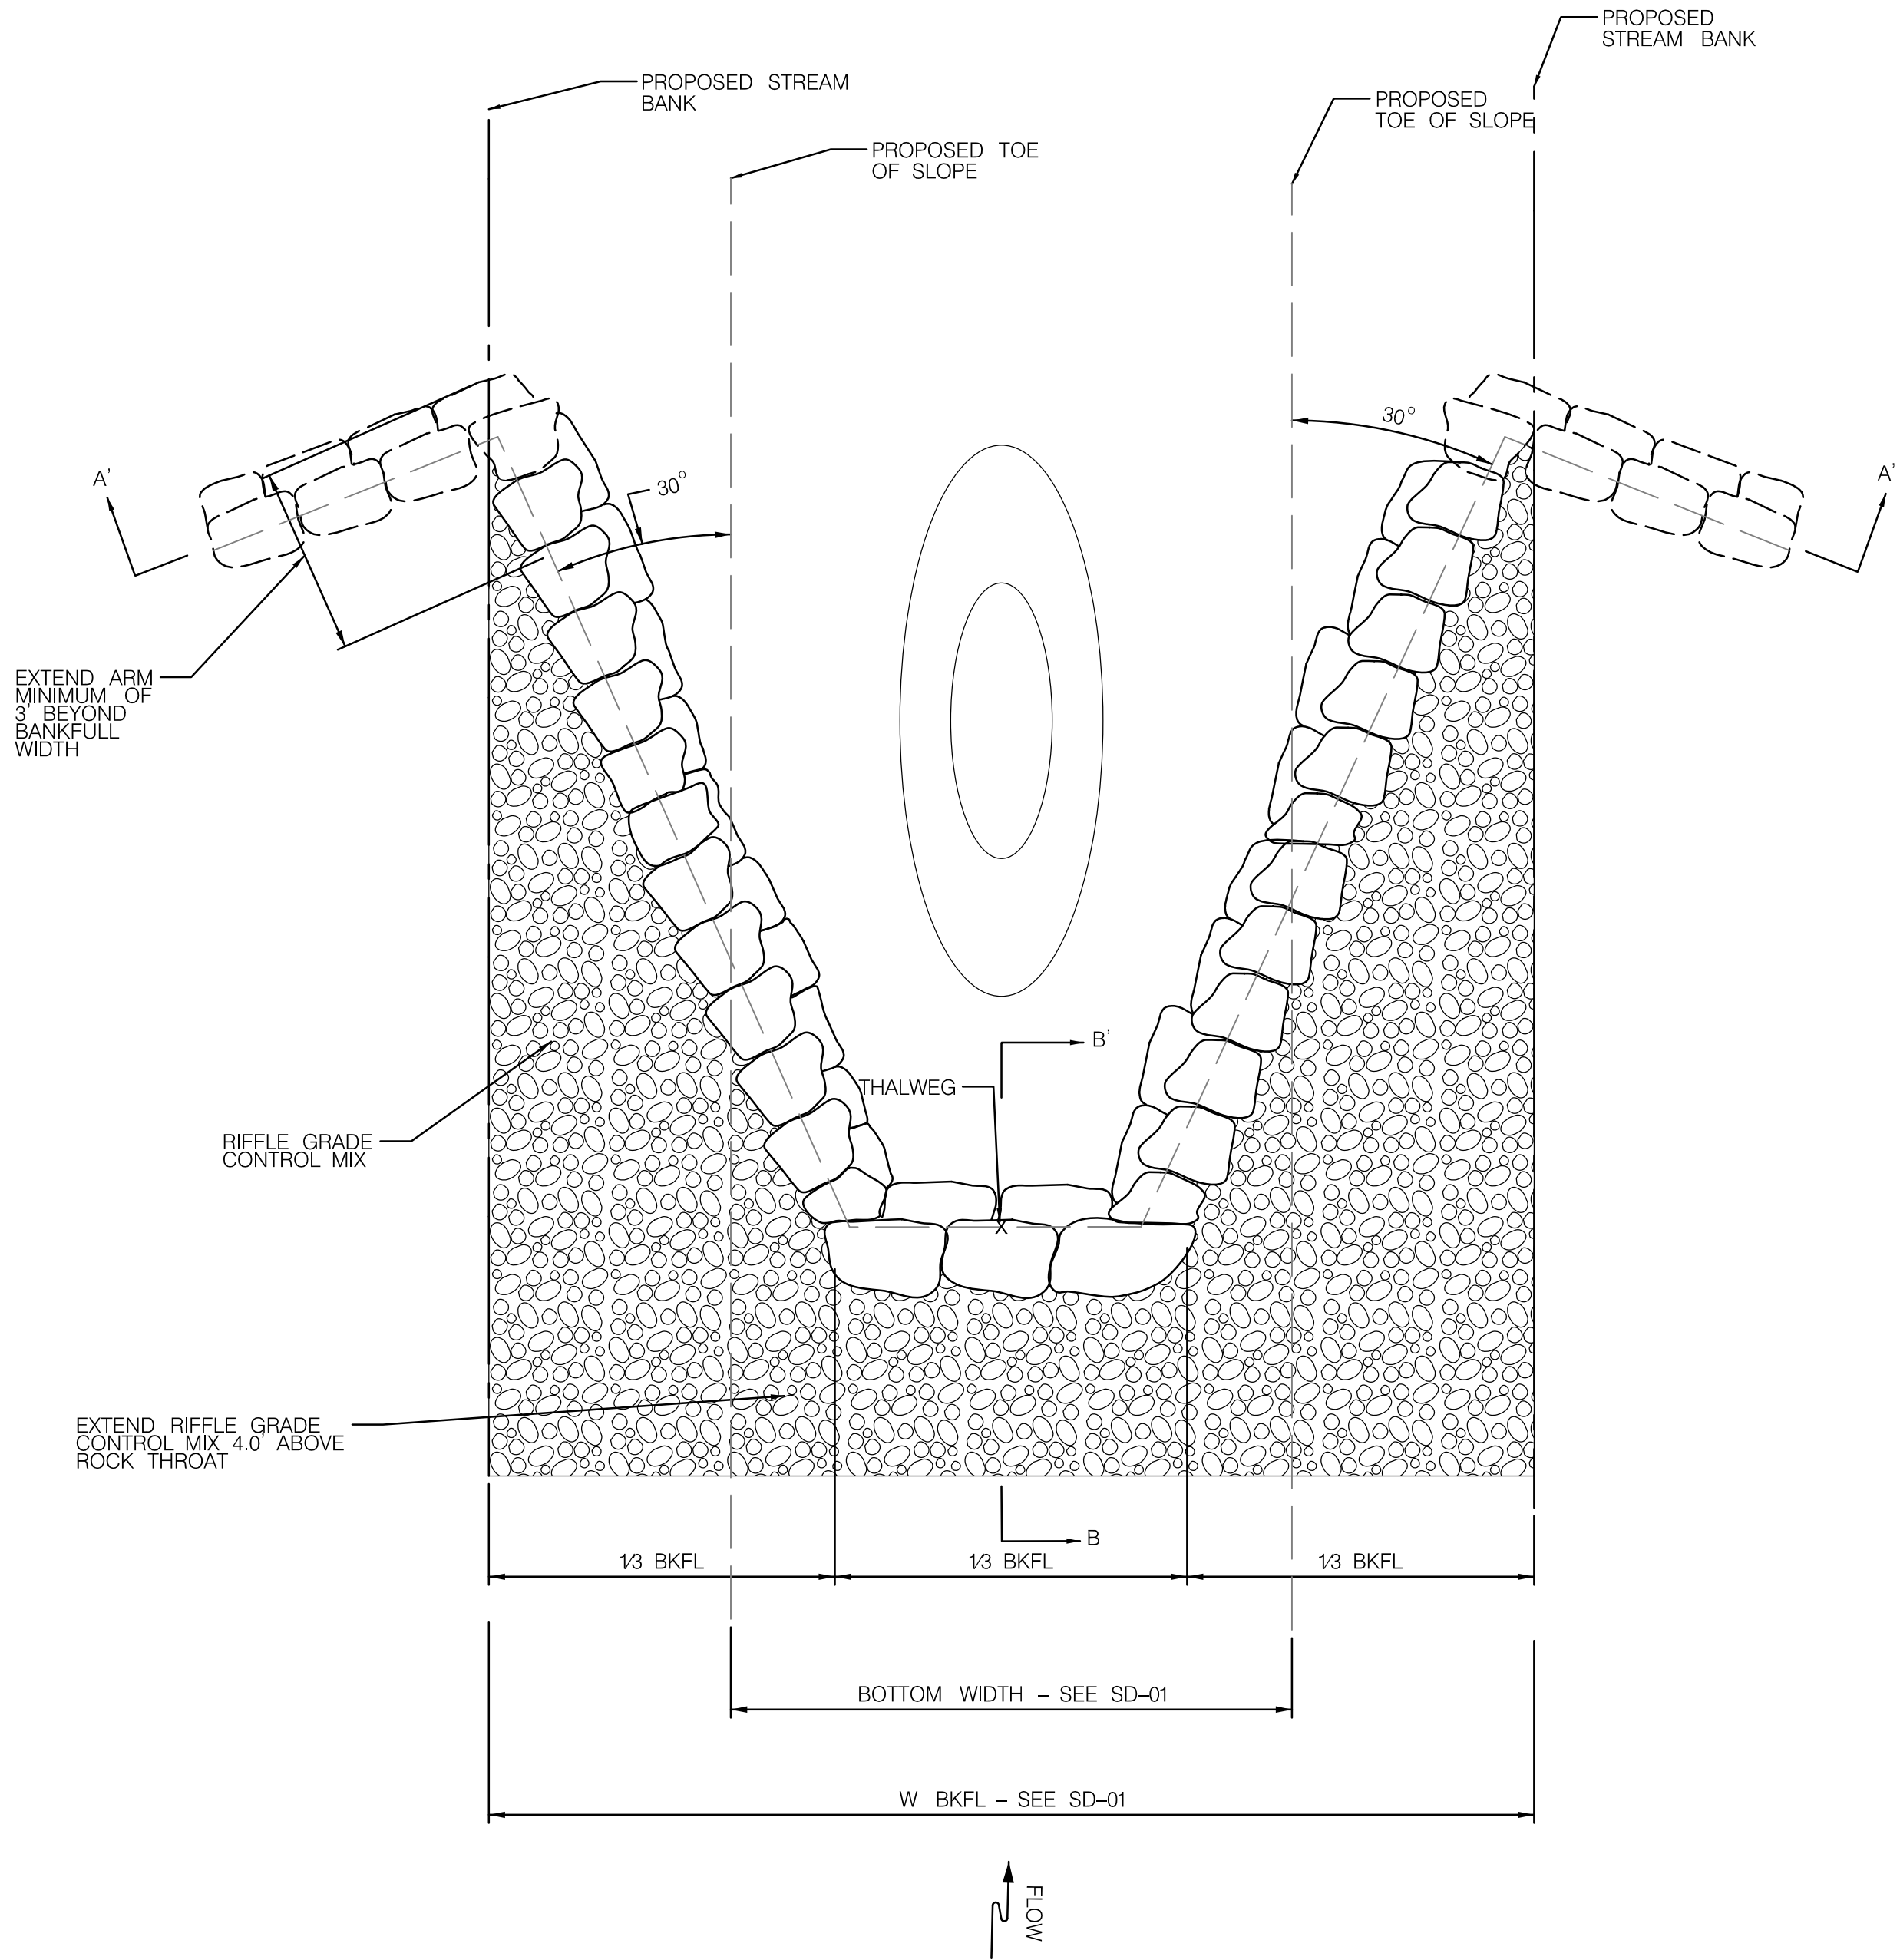 PROPOSED
STREAM BANK
PROPOSED STREAM
BANK
PROPOSED
TOE OF SLOPE
PROPOSED TOE
OF SLOPE
30°
A'
A'
30°
EXTEND ARM
MINIMUM OF
3' BEYOND
BANKFULL
WIDTH
B'
THALWEG
RIFFLE GRADE
CONTROL MIX
X
EXTEND RIFFLE GRADE
CONTROL MIX 4.0' ABOVE
ROCK THROAT
B
1/3 BKFL
1/3 BKFL
1/3 BKFL
BOTTOM WIDTH - SEE SD-01
W BKFL - SEE SD-01
FLOW